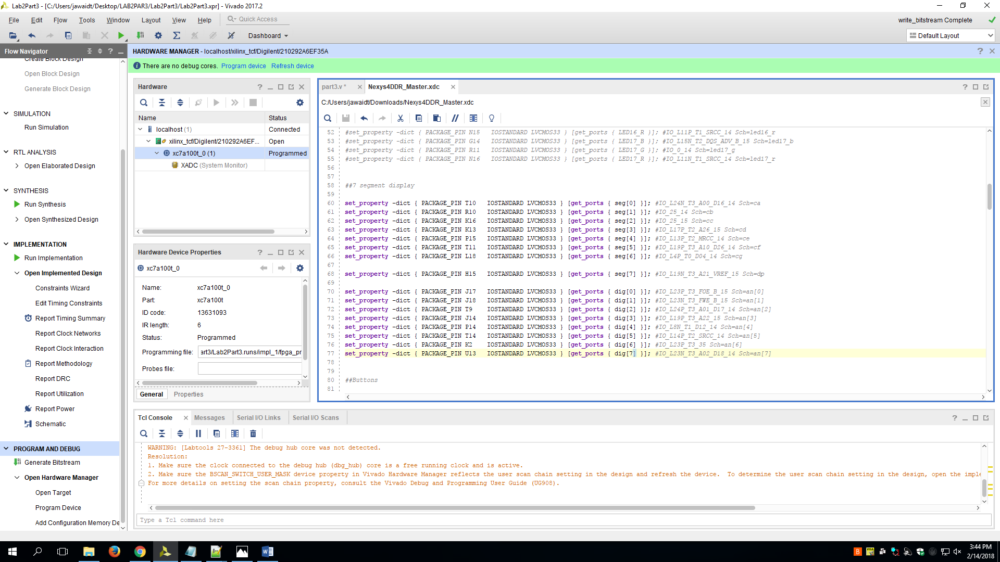 Lab2Part3 - [C:/Users/jawaidt/Desktop/LAB2PAR3/Lab2Part3/Lab2Part3.xpr] - Vivado 2017.2
File Edit Flow Tools Window Layout View Help Quick Access
write_bitstream Complete
Dashboard
Default Layout
Flow Navigator
Create Block Design
Open Block Design
Generate Block Design
SIMULATION
Run Simulation
RTL ANALYSIS
Open Elaborated Design
SYNTHESIS
Run Synthesis
Open Synthesized Design
IMPLEMENTATION
Run Implementation
Open Implemented Design
Constraints Wizard
Edit Timing Constraints
Report Timing Summary
Report Clock Networks
Report Clock Interaction
Report Methodology
Report DRC
Report Utilization
Report Power
Schematic
PROGRAM AND DEBUG
Generate Bitstream
Open Hardware Manager
Open Target
Program Device
Add Configuration Memory De
HARDWARE MANAGER - localhost/xilinx_tcf/Digilent/210292A6EF35A
There are no debug cores. Program device Refresh device
Hardware
Name Status
localhost (1) Connected
xilinx_tcf/Digilent/210292A6EF... Open
xc7a100t_0 (1) Programmed
XADC (System Monitor)
Hardware Device Properties
xc7a100t_0
Name: xc7a100t_0
Part: xc7a100t
ID code: 13631093
IR length: 6
Status: Programmed
Programming file: art3/Lab2Part3.runs/impl_1/fpga_pr
Probes file:
General Properties
part3.v * Nexys4DDR_Master.xdc
C:/Users/jawaidt/Downloads/Nexys4DDR_Master.xdc
52 #set_property -dict { PACKAGE_PIN N15 IOSTANDARD LVCMOS33 } [get_ports { LED16_R }]; #IO_L11P_T1_SRCC_14 Sch=led16_r
53 #set_property -dict { PACKAGE_PIN G14 IOSTANDARD LVCMOS33 } [get_ports { LED17_B }]; #IO_L15N_T2_DQS_ADV_B_15 Sch=led17_b
54 #set_property -dict { PACKAGE_PIN R11 IOSTANDARD LVCMOS33 } [get_ports { LED17_G }]; #IO_0_14 Sch=led17_g
55 #set_property -dict { PACKAGE_PIN N16 IOSTANDARD LVCMOS33 } [get_ports { LED17_R }]; #IO_L11N_T1_SRCC_14 Sch=led17_r
56
57
58 ##7 segment display
59
60 set_property -dict { PACKAGE_PIN T10 IOSTANDARD LVCMOS33 } [get_ports { seg[0] }]; #IO_L24N_T3_A00_D16_14 Sch=ca
61 set_property -dict { PACKAGE_PIN R10 IOSTANDARD LVCMOS33 } [get_ports { seg[1] }]; #IO_25_14 Sch=cb
62 set_property -dict { PACKAGE_PIN K16 IOSTANDARD LVCMOS33 } [get_ports { seg[2] }]; #IO_25_15 Sch=cc
63 set_property -dict { PACKAGE_PIN K13 IOSTANDARD LVCMOS33 } [get_ports { seg[3] }]; #IO_L17P_T2_A26_15 Sch=cd
64 set_property -dict { PACKAGE_PIN P15 IOSTANDARD LVCMOS33 } [get_ports { seg[4] }]; #IO_L13P_T2_MRCC_14 Sch=ce
65 set_property -dict { PACKAGE_PIN T11 IOSTANDARD LVCMOS33 } [get_ports { seg[5] }]; #IO_L19P_T3_A10_D26_14 Sch=cf
66 set_property -dict { PACKAGE_PIN L18 IOSTANDARD LVCMOS33 } [get_ports { seg[6] }]; #IO_L4P_T0_D04_14 Sch=cg
67
68 set_property -dict { PACKAGE_PIN H15 IOSTANDARD LVCMOS33 } [get_ports { seg[7] }]; #IO_L19N_T3_A21_VREF_15 Sch=dp
69
70 set_property -dict { PACKAGE_PIN J17 IOSTANDARD LVCMOS33 } [get_ports { dig[0] }]; #IO_L23P_T3_FOE_B_15 Sch=an[0]
71 set_property -dict { PACKAGE_PIN J18 IOSTANDARD LVCMOS33 } [get_ports { dig[1] }]; #IO_L23N_T3_FWE_B_15 Sch=an[1]
72 set_property -dict { PACKAGE_PIN T9 IOSTANDARD LVCMOS33 } [get_ports { dig[2] }]; #IO_L24P_T3_A01_D17_14 Sch=an[2]
73 set_property -dict { PACKAGE_PIN J14 IOSTANDARD LVCMOS33 } [get_ports { dig[3] }]; #IO_L19P_T3_A22_15 Sch=an[3]
74 set_property -dict { PACKAGE_PIN P14 IOSTANDARD LVCMOS33 } [get_ports { dig[4] }]; #IO_L8N_T1_D12_14 Sch=an[4]
75 set_property -dict { PACKAGE_PIN T14 IOSTANDARD LVCMOS33 } [get_ports { dig[5] }]; #IO_L14P_T2_SRCC_14 Sch=an[5]
76 set_property -dict { PACKAGE_PIN K2 IOSTANDARD LVCMOS33 } [get_ports { dig[6] }]; #IO_L23P_T3_35 Sch=an[6]
77 set_property -dict { PACKAGE_PIN U13 IOSTANDARD LVCMOS33 } [get_ports { dig[7] }]; #IO_L23N_T3_A02_D18_14 Sch=an[7]
78
79
80 ##Buttons
81
Tcl Console Messages Serial I/O Links Serial I/O Scans
WARNING: [Labtools 27-3361] The debug hub core was not detected.
Resolution:
1. Make sure the clock connected to the debug hub (dbg_hub) core is a free running clock and is active.
2. Make sure the BSCAN_SWITCH_USER_MASK device property in Vivado Hardware Manager reflects the user scan chain setting in the design and refresh the device. To determine the user scan chain setting in the design, open the imple
For more details on setting the scan chain property, consult the Vivado Debug and Programming User Guide (UG908).
Type a Tcl command here
3:44 PM
2/14/2018